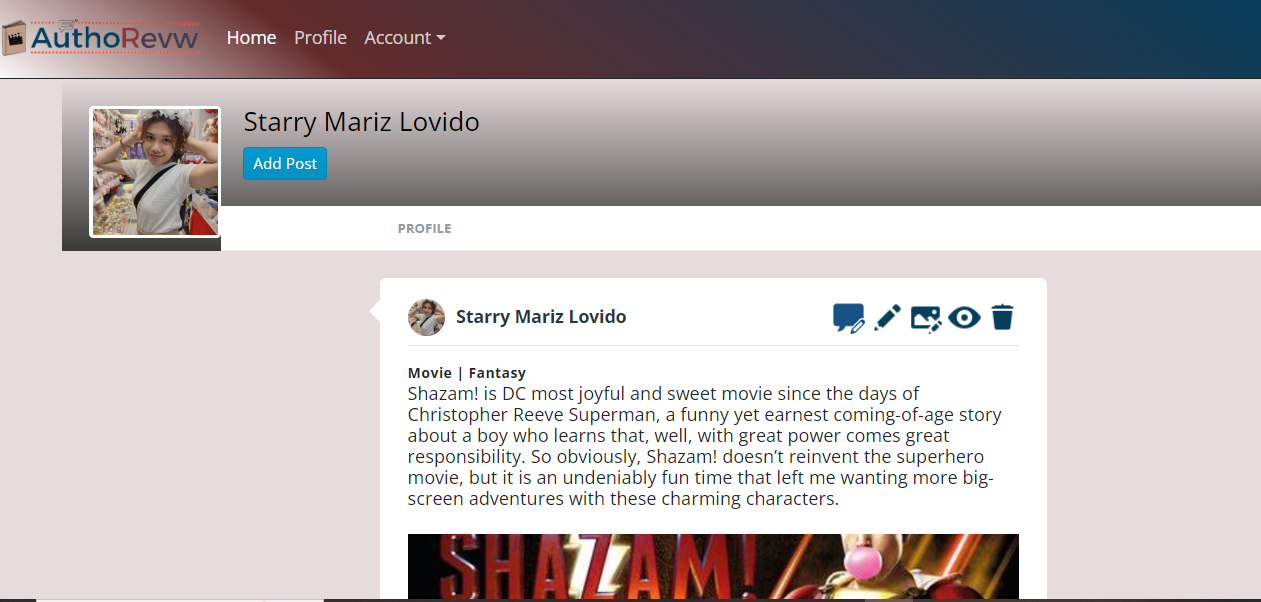 AuthoRevw
Home Profile Account
Starry Mariz Lovido
Add Post
PROFILE
Starry Mariz Lovido
Movie | Fantasy
Shazam! is DC most joyful and sweet movie since the days of
Christopher Reeve Superman, a funny yet earnest coming-of-age story
about a boy who learns that, well, with great power comes great
responsibility. So obviously, Shazam! doesn’t reinvent the superhero
movie, but it is an undeniably fun time that left me wanting more big-
screen adventures with these charming characters.
SHAZAM!